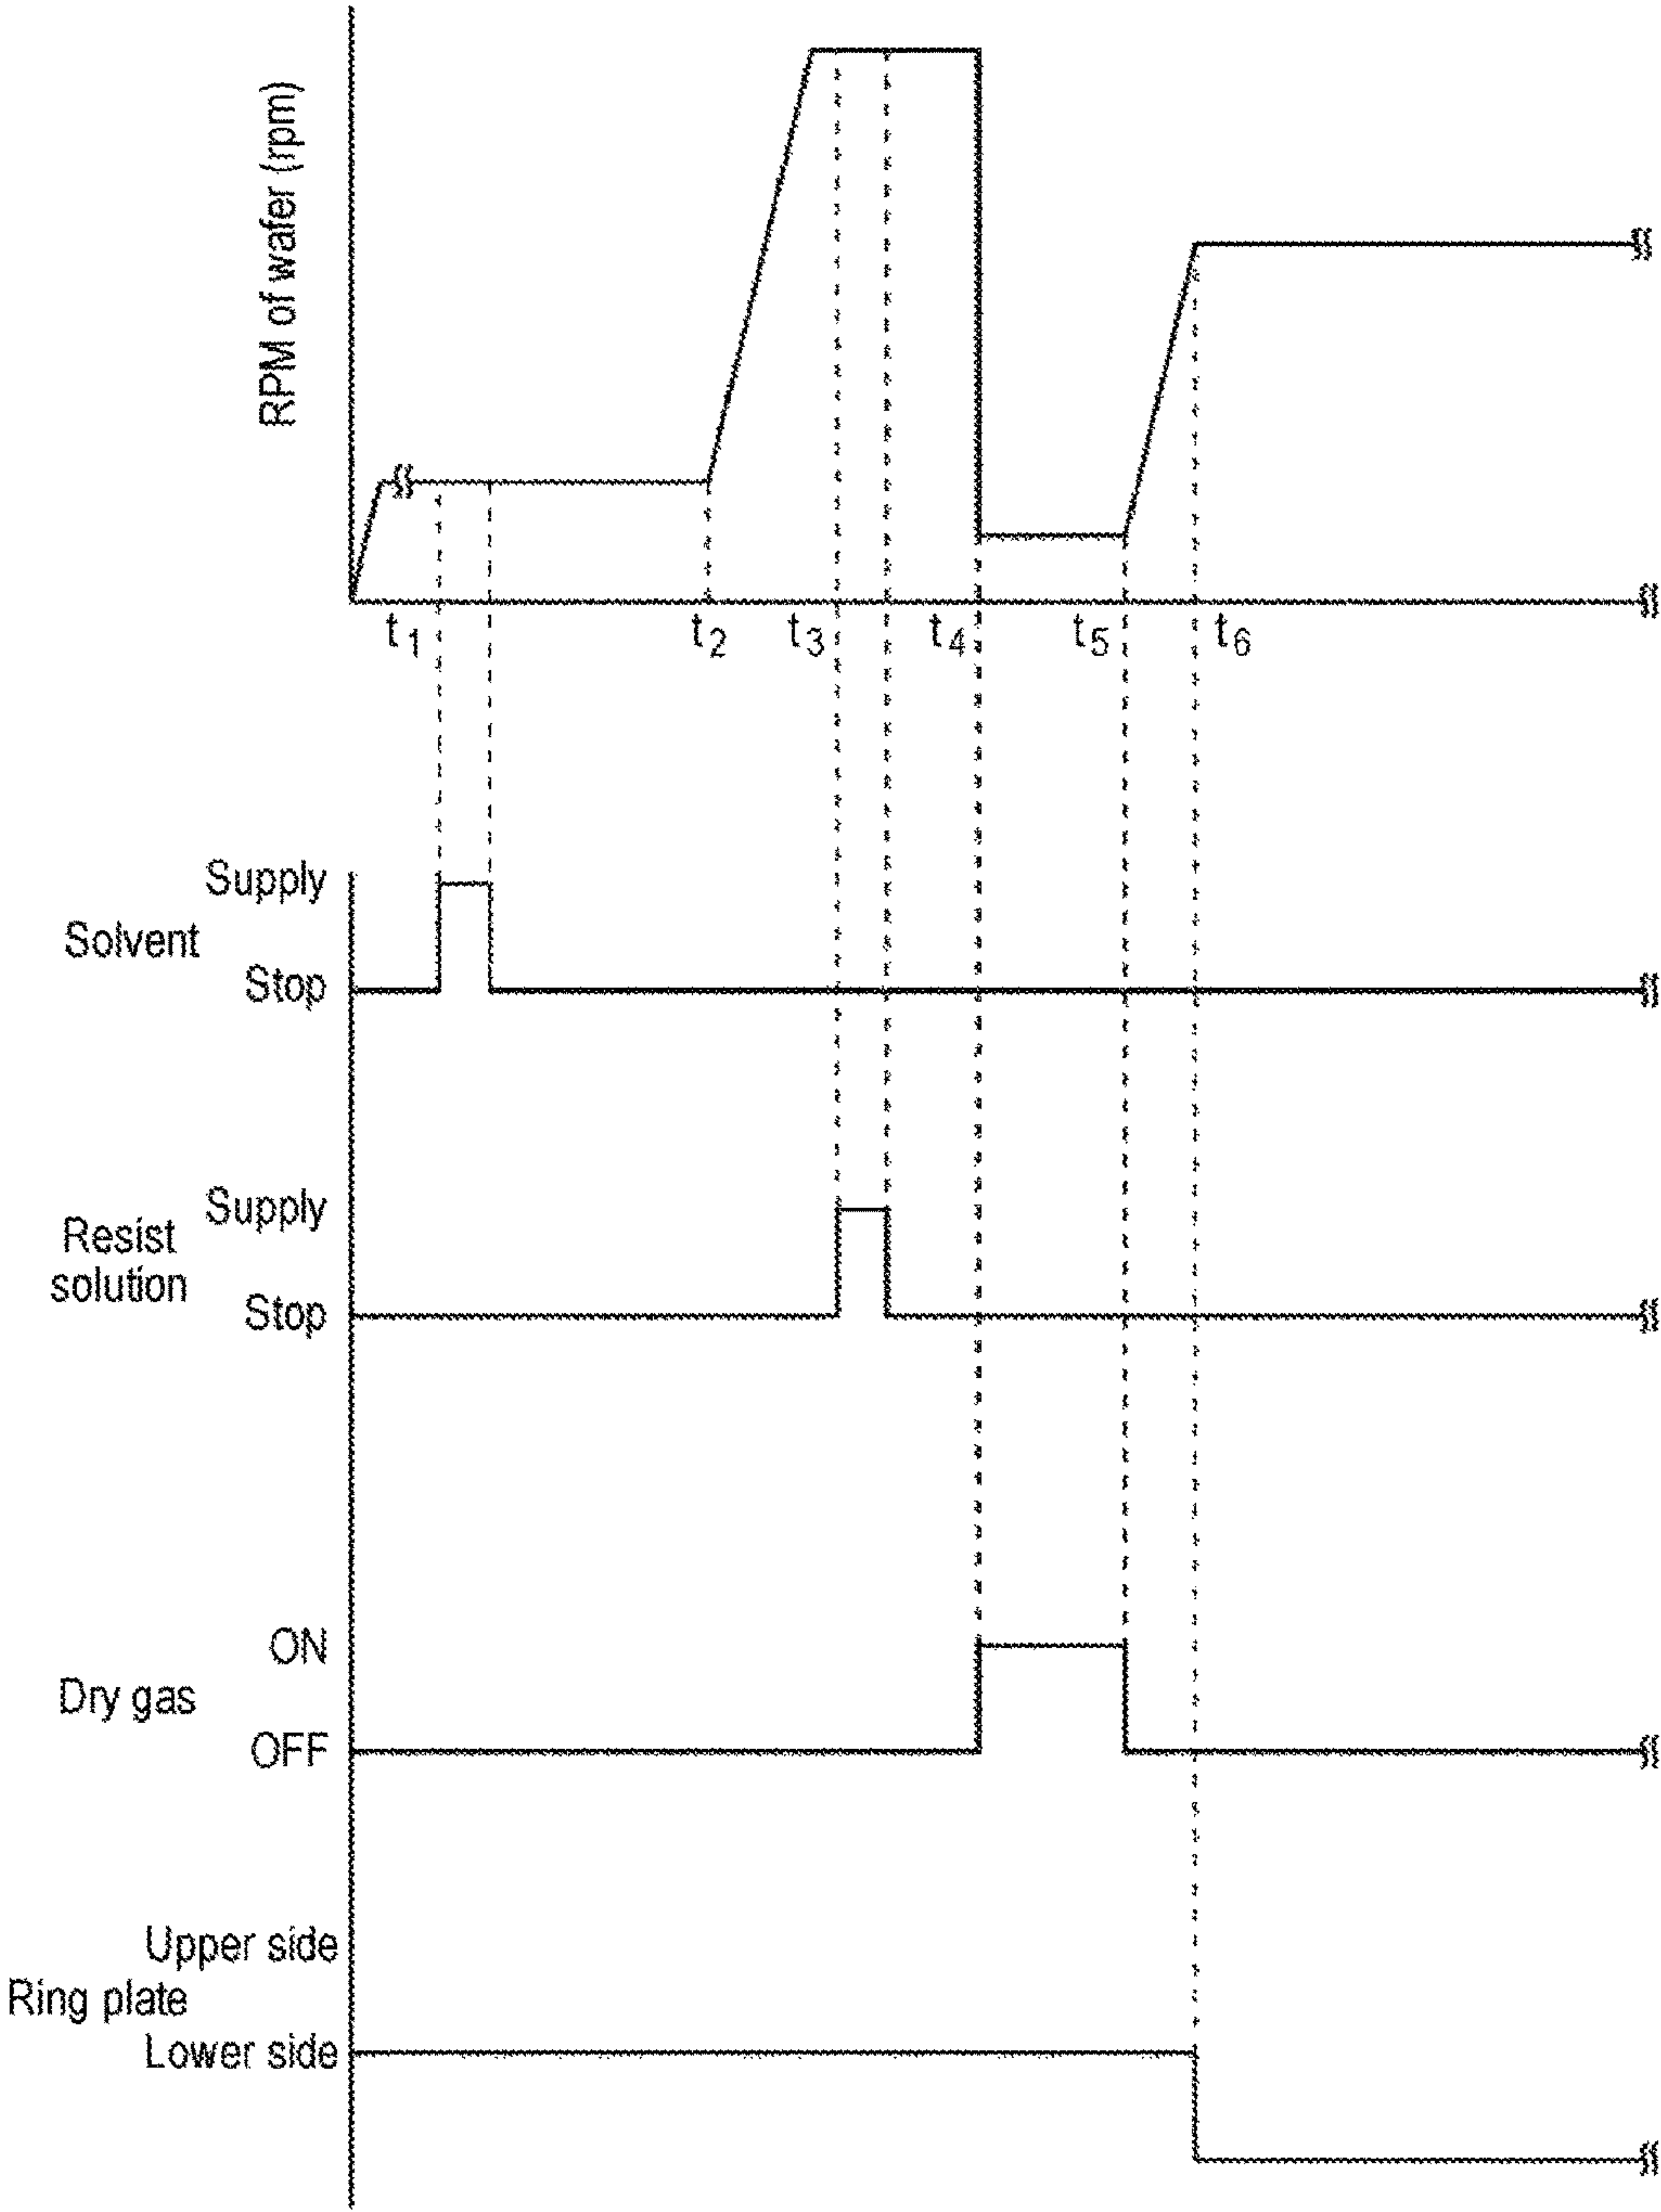 RPM of wafer (rpm)
t1 t2 t3 t4 t5 t6
Supply
Solvent
Stop
Supply
Resist
solution
Stop
ON
Dry gas
OFF
Upper side
Ring plate
Lower side